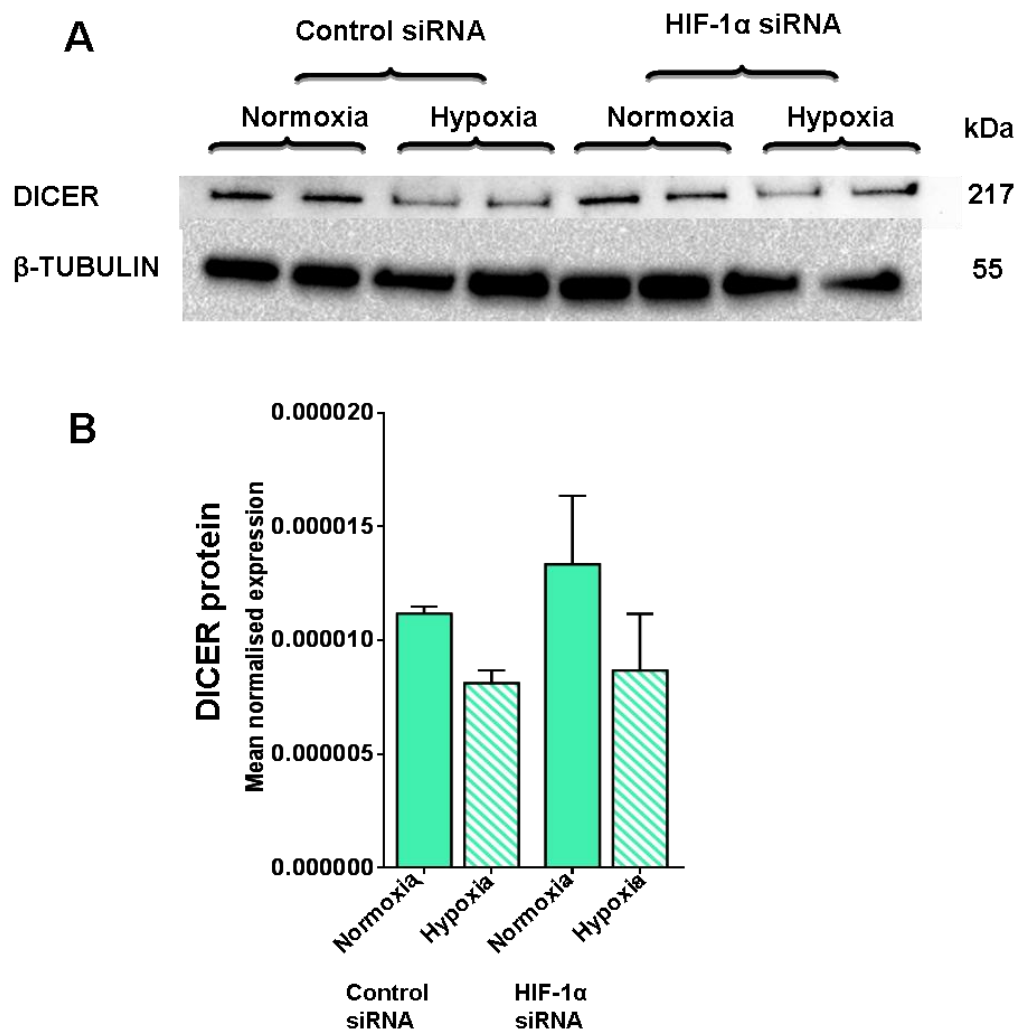 A
Control siRNA
HIF-1α siRNA
Normoxia
Hypoxia
Normoxia
Hypoxia
kDa
DICER
217
β-TUBULIN
55
B
DICER protein
Mean normalised expression
0.000020
0.000015
0.000010
0.000005
0.000000
Normoxia
Hypoxia
Normoxia
Hypoxia
Control
siRNA
HIF-1α
siRNA